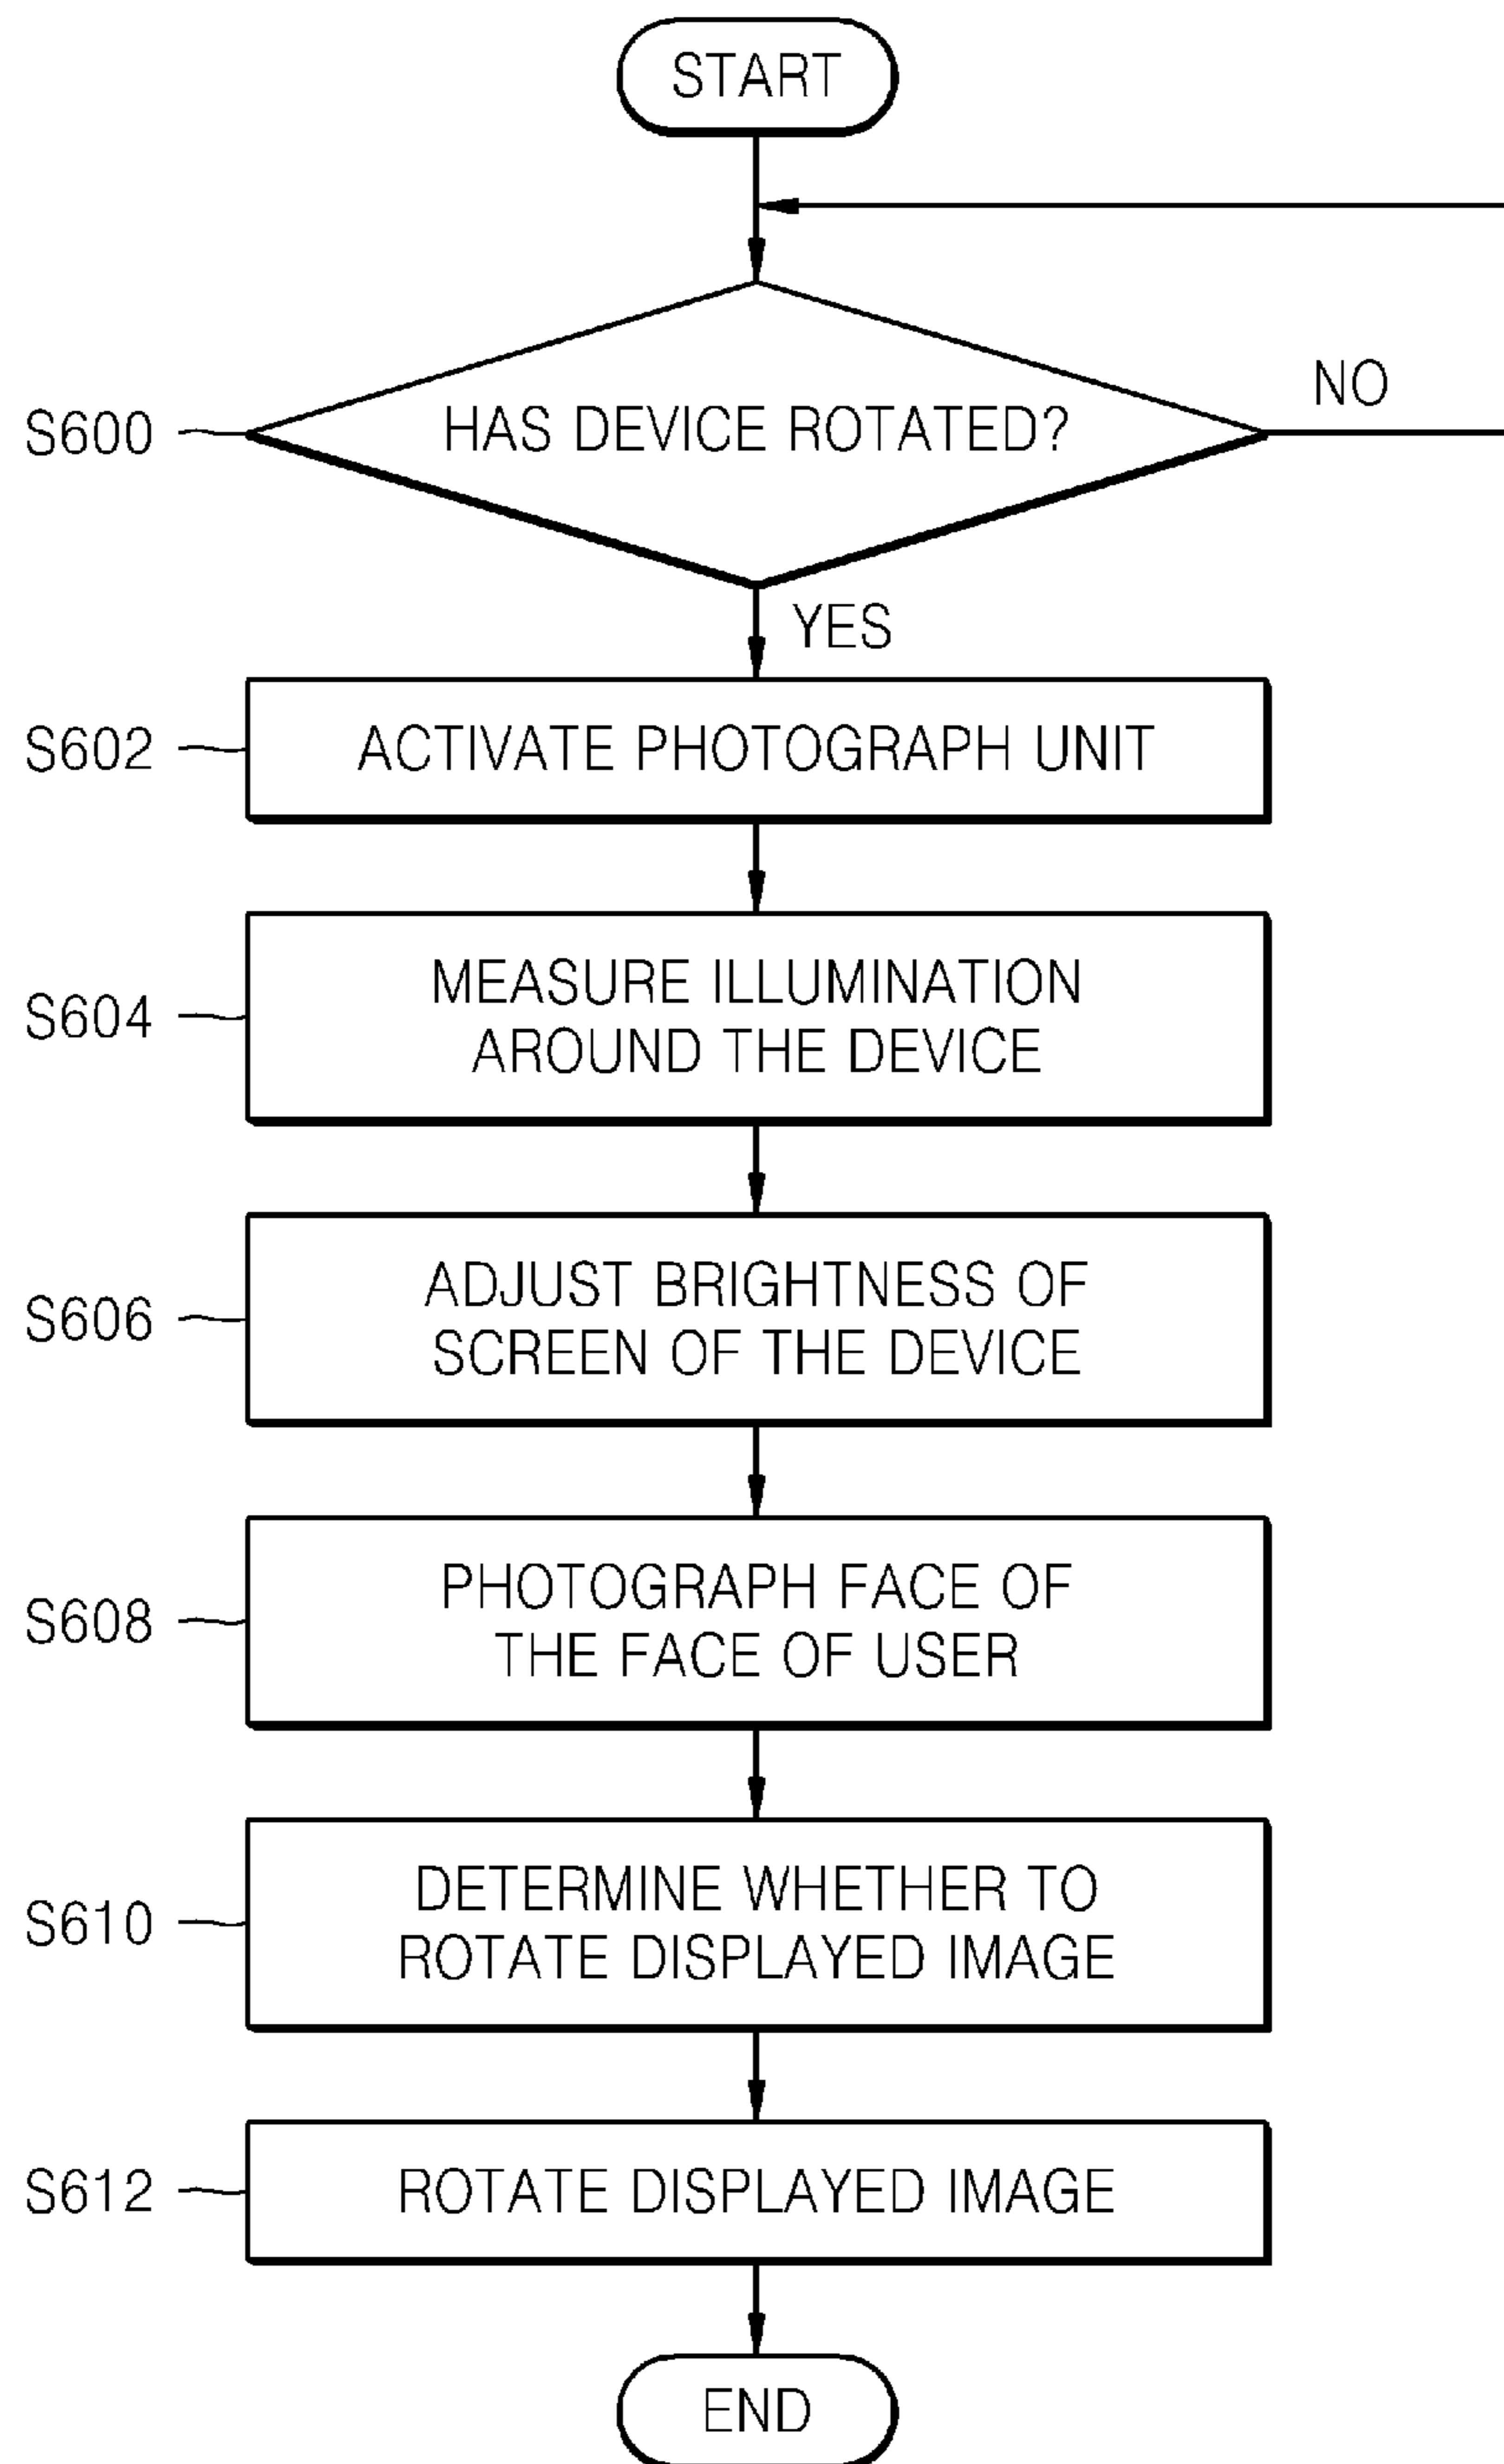 START
HAS DEVICE ROTATED?
NO
S600
YES
ACTIVATE PHOTOGRAPH UNIT
S602
MEASURE ILLUMINATION
AROUND THE DEVICE
S604
ADJUST BRIGHTNESS OF
SCREEN OF THE DEVICE
S606
PHOTOGRAPH FACE OF
THE FACE OF USER
S608
DETERMINE WHETHER TO
ROTATE DISPLAYED IMAGE
S610
ROTATE DISPLAYED IMAGE
S612
END